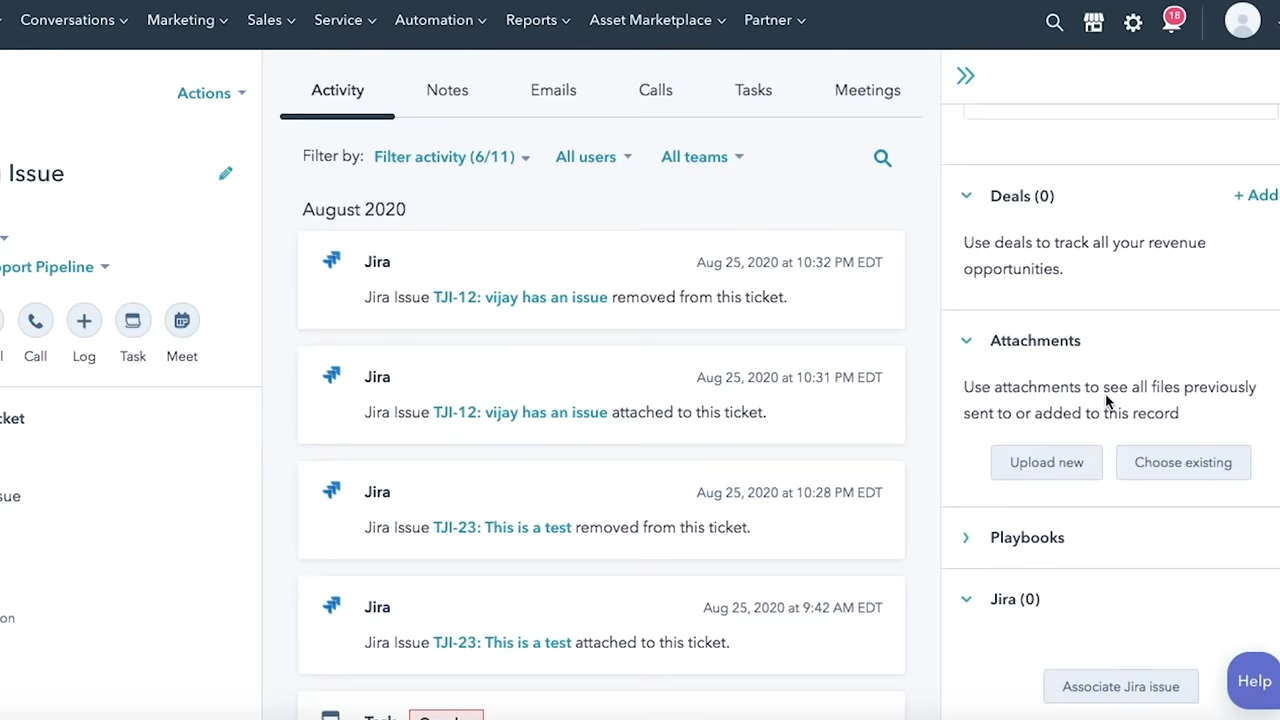 Conversations Marketing Sales Service Automation Reports Asset Marketplace Partner 18
Actions
Issue
port Pipeline
Call Log Task Meet
cket
sue
on
Activity Notes Emails Calls Tasks Meetings
Filter by: Filter activity (6/11) All users All teams
August 2020
Jira Aug 25, 2020 at 10:32 PM EDT
Jira Issue TJI-12: vijay has an issue removed from this ticket.
Jira Aug 25, 2020 at 10:31 PM EDT
Jira Issue TJI-12: vijay has an issue attached to this ticket.
Jira Aug 25, 2020 at 10:28 PM EDT
Jira Issue TJI-23: This is a test removed from this ticket.
Jira Aug 25, 2020 at 9:42 AM EDT
Jira Issue TJI-23: This is a test attached to this ticket.
Task
Deals (0) + Add
Use deals to track all your revenue
opportunities.
Attachments
Use attachments to see all files previously
sent to or added to this record
Upload new Choose existing
Playbooks
Jira (0)
Associate Jira issue
Help